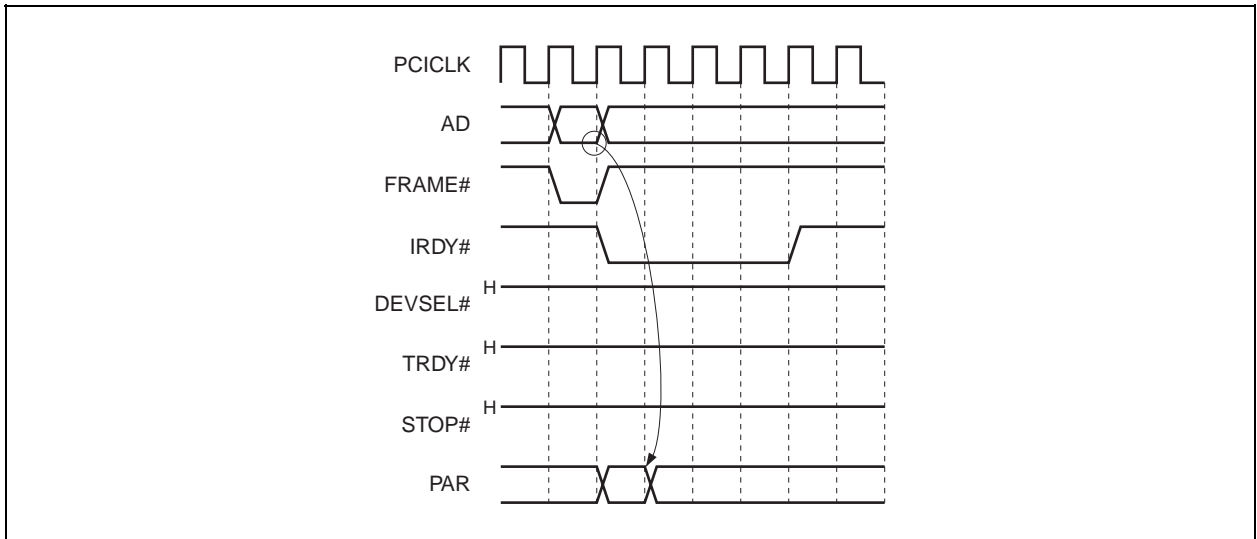 PCICLK
AD
FRAME#
IRDY#
H
DEVSEL#
H
TRDY#
H
STOP#
PAR